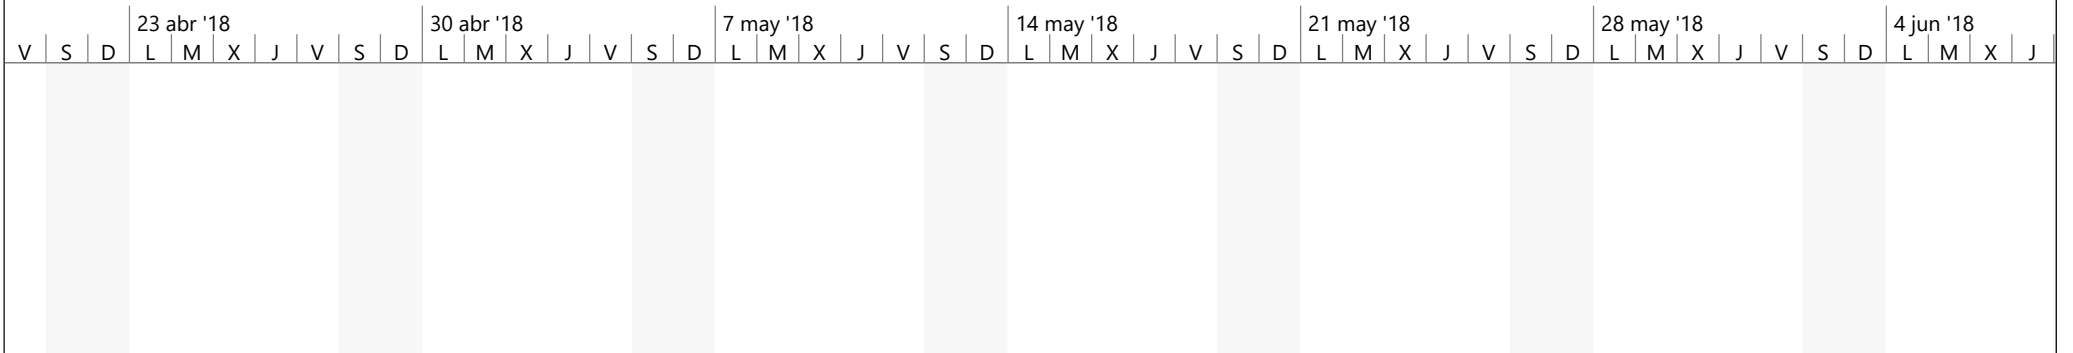 23 abr '18 30 abr '18 7 may '18 14 may '18 21 may '18 28 may '18 4 jun '18
V S D L M X J V S D L M X J V S D L M X J V S D L M X J V S D L M X J V S D L M X J V S D L M X J